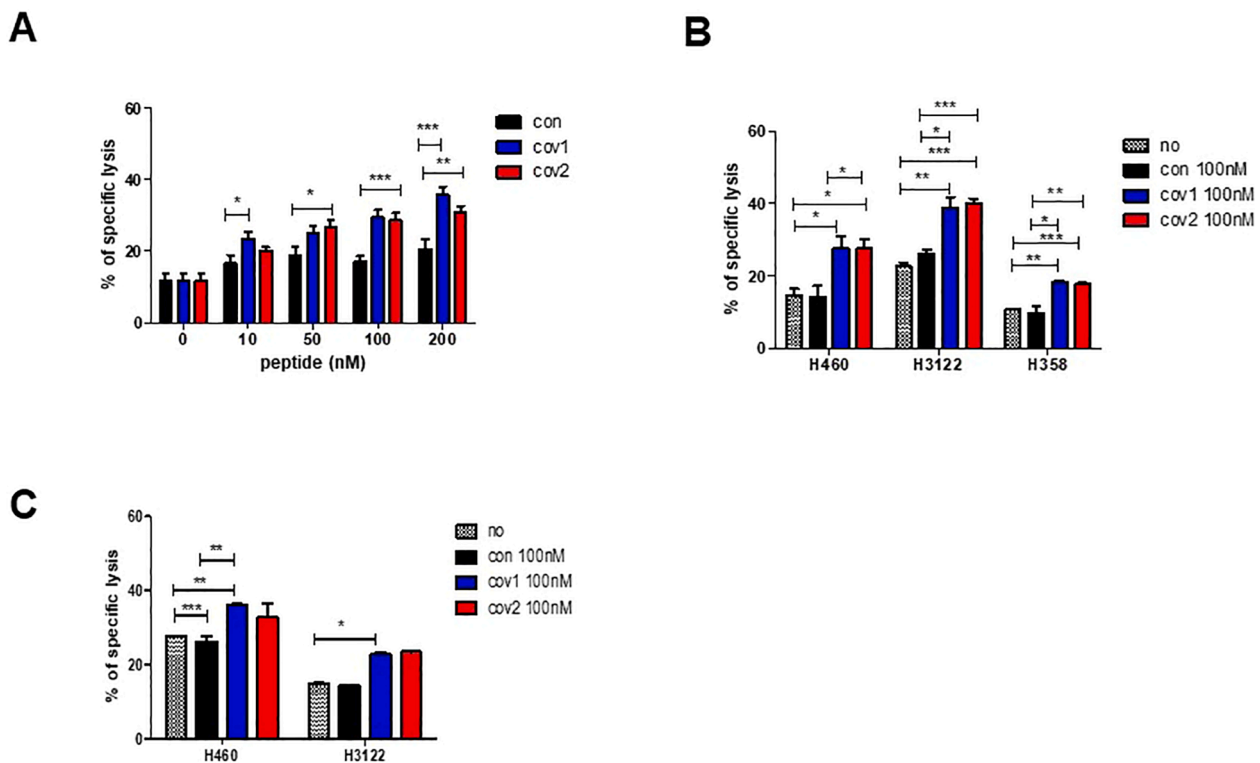 A
60
40
20
0
% of specific lysis
*
*
***
***
**
0 10 50 100 200
peptide (nM)
con
cov1
cov2
B
60
40
20
0
% of specific lysis
*
*
*
***
*
***
**
**
*
***
**
H460 H3122 H358
no
con 100nM
cov1 100nM
cov2 100nM
C
60
40
20
0
% of specific lysis
**
**
***
*
H460 H3122
no
con 100nM
cov1 100nM
cov2 100nM